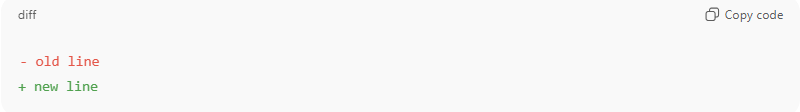 diff
Copy code
- old line
+ new line